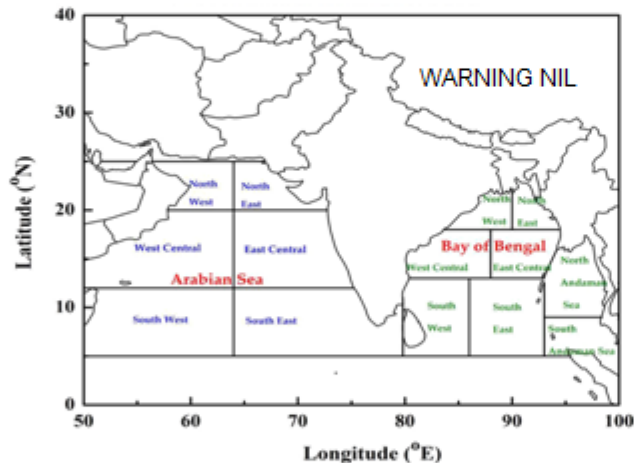 40
30
20
10
0
Latitude (°N)
WARNING NIL
North
West
North
East
West Central
East Central
Arabian Sea
South West
South East
North
West
North
East
Bay of Bengal
West Central
East Central
South
West
South
East
North
Andaman
Sea
South
Andaman Sea
50 60 70 80 90 100
Longitude (°E)